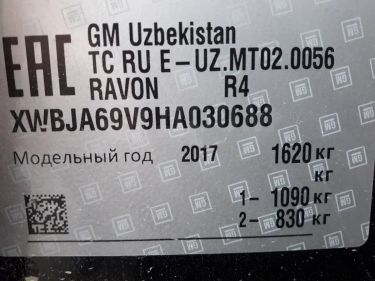 EAC
GM Uzbekistan
TC RU E-UZ.MT02.0056
RAVON R4
XWBJA69V9HA030688
Модельный год 2017 1620 кг
кг
1- 1090 кг
2- 830 кг